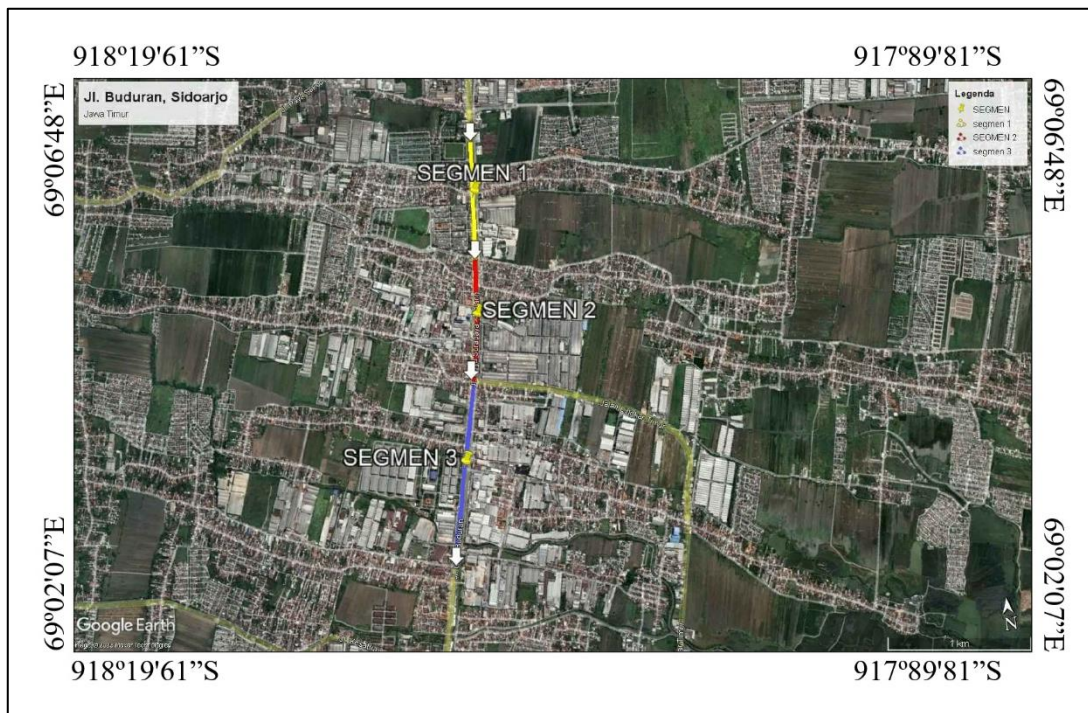 918º19'61”S
917º89'81”S
Jl. Buduran, Sidoarjo
Jawa Timur
Legenda
SEGMEN
segmen 1
SEGMEN 2
segmen 3
69º06'48”E
69º06'48”E
SEGMEN 1
SEGMEN 2
SEGMEN 3
69º02'07”E
69º02'07”E
Google Earth
N
1 km
918º19'61”S
917º89'81”S